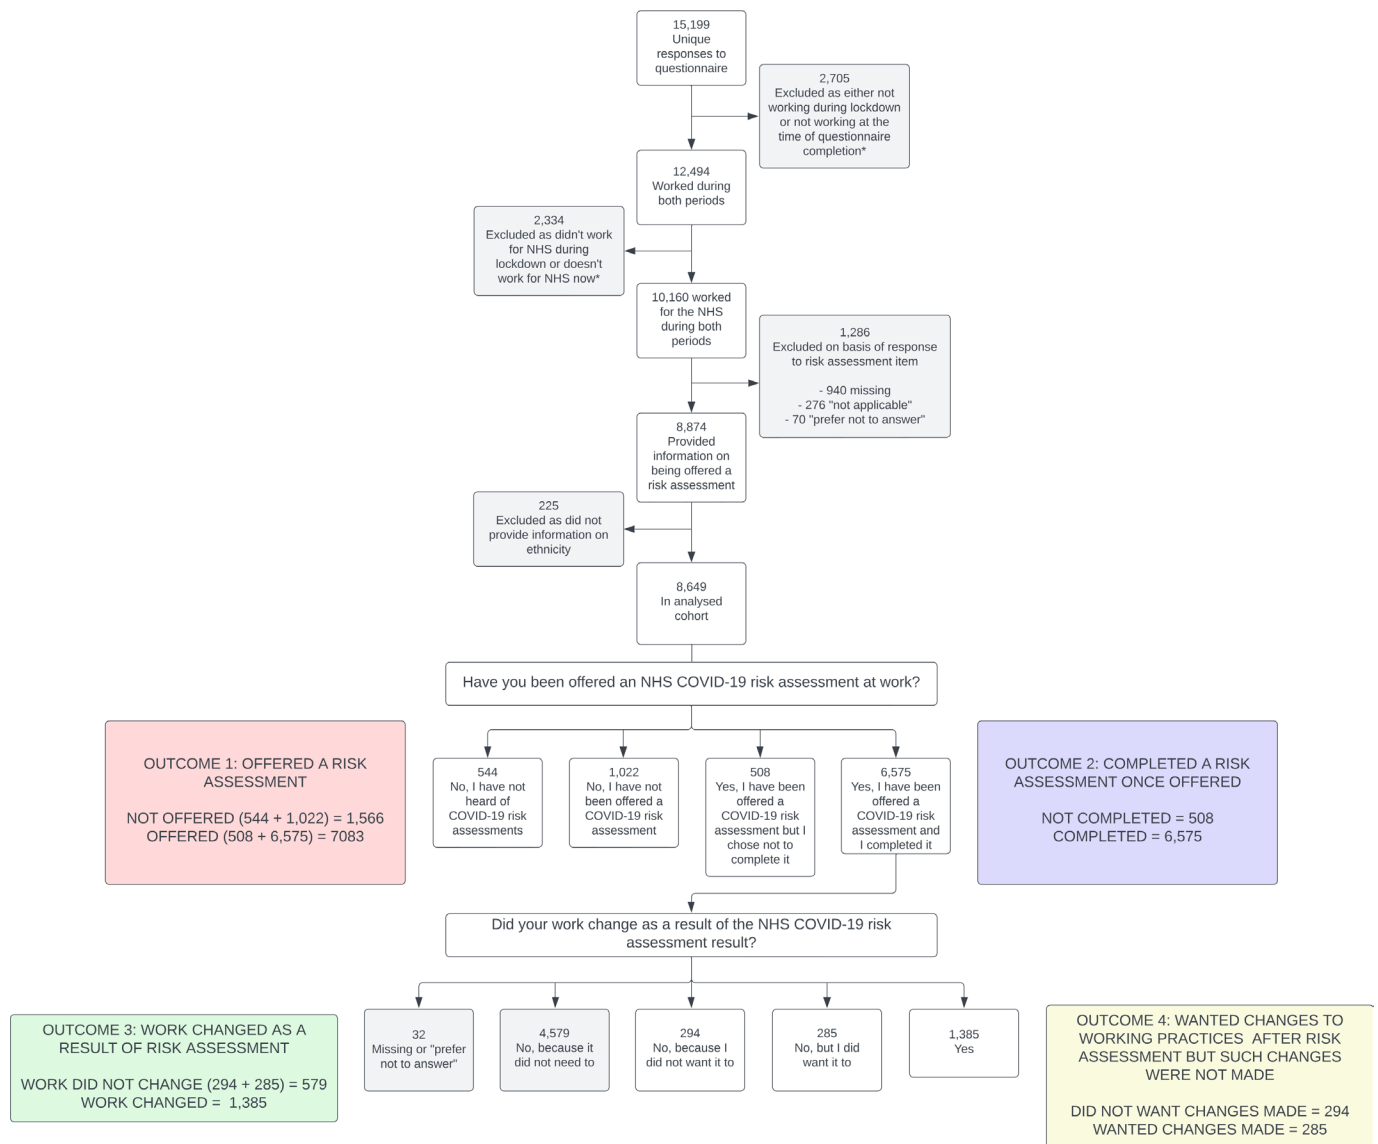 15,199
Unique
responses to
questionnaire
2,705
Excluded as either not
working during lockdown
or not working at the
time of questionnaire
completion*
12,494
Worked during
both periods
2,334
Excluded as didn't work
for NHS during
lockdown or doesn't
work for NHS now*
10,160 worked
for the NHS
during both
periods
1,286
Excluded on basis of response
to risk assessment item
- 940 missing
- 276 "not applicable"
- 70 "prefer not to answer"
8,874
Provided
information on
being offered a
risk assessment
225
Excluded as did not
provide information on
ethnicity
8,649
In analysed
cohort
Have you been offered an NHS COVID-19 risk assessment at work?
OUTCOME 1: OFFERED A RISK
ASSESSMENT
NOT OFFERED (544 + 1,022) = 1,566
OFFERED (508 + 6,575) = 7083
544
No, I have not
heard of
COVID-19 risk
assessments
1,022
No, I have not
been offered a
COVID-19 risk
assessment
508
Yes, I have been
offered a
COVID-19 risk
assessment but I
chose not to
complete it
6,575
Yes, I have been
offered a
COVID-19 risk
assessment and
I completed it
OUTCOME 2: COMPLETED A RISK
ASSESSMENT ONCE OFFERED
NOT COMPLETED = 508
COMPLETED = 6,575
Did your work change as a result of the NHS COVID-19 risk
assessment result?
OUTCOME 3: WORK CHANGED AS A
RESULT OF RISK ASSESSMENT
WORK DID NOT CHANGE (294 + 285) = 579
WORK CHANGED = 1,385
32
Missing or "prefer
not to answer"
4,579
No, because it
did not need to
294
No, because I
did not want it to
285
No, but I did
want it to
1,385
Yes
OUTCOME 4: WANTED CHANGES TO
WORKING PRACTICES AFTER RISK
ASSESSMENT BUT SUCH CHANGES
WERE NOT MADE
DID NOT WANT CHANGES MADE = 294
WANTED CHANGES MADE = 285